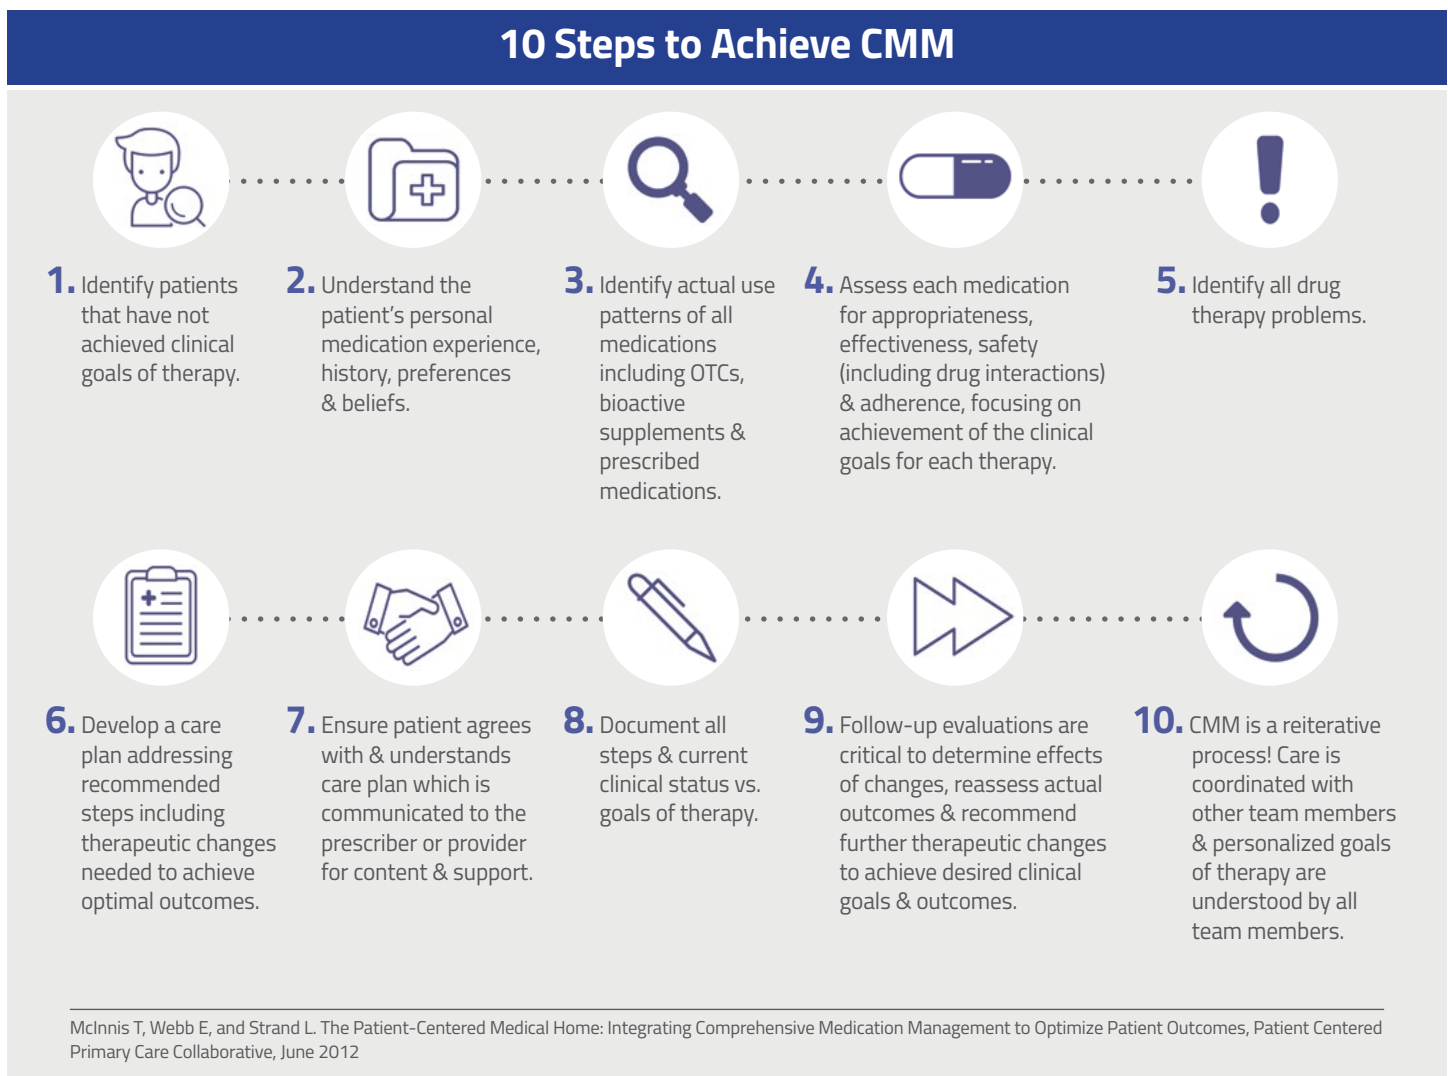 10 Steps to Achieve CMM
1. Identify patients
that have not
achieved clinical
goals of therapy.
2. Understand the
patient's personal
medication experience,
history, preferences
& beliefs.
3. Identify actual use
patterns of all
medications
including OTCs,
bioactive
supplements &
prescribed
medications.
4. Assess each medication
for appropriateness,
effectiveness, safety
(including drug interactions)
& adherence, focusing on
achievement of the clinical
goals for each therapy.
5. Identify all drug
therapy problems.
6. Develop a care
plan addressing
recommended
steps including
therapeutic changes
needed to achieve
optimal outcomes.
7. Ensure patient agrees
with & understands
care plan which is
communicated to the
prescriber or provider
for content & support.
8. Document all
steps & current
clinical status vs.
goals of therapy.
9. Follow-up evaluations are
critical to determine effects
of changes, reassess actual
outcomes & recommend
further therapeutic changes
to achieve desired clinical
goals & outcomes.
10. CMM is a reiterative
process! Care is
coordinated with
other team members
& personalized goals
of therapy are
understood by all
team members.
McInnis T, Webb E, and Strand L. The Patient-Centered Medical Home: Integrating Comprehensive Medication Management to Optimize Patient Outcomes, Patient Centered
Primary Care Collaborative, June 2012